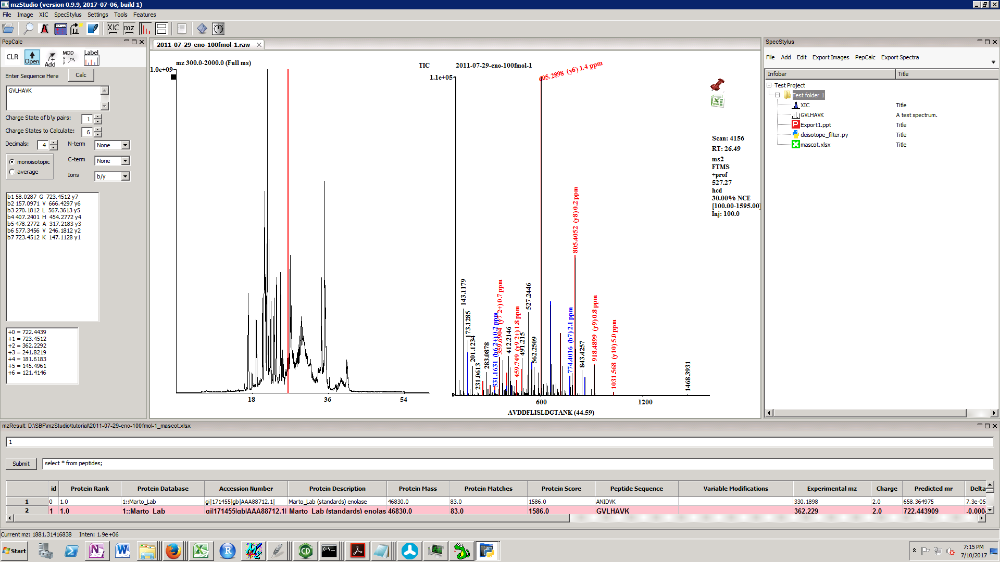 mzStudio (version 0.9.9, 2017-07-06, build 1)
File Image XIC SpecStylus Settings Tools Features
XIC mz
PepCalc
CLR Open Add MOD Label
Enter Sequence Here Calc
GVLHAVK
Charge State of b\y pairs: 1
Charge States to Calculate: 6
Decimals: 4 N-term None
monoisotopic
average
C-term None
Ions b/y
b1 58.0287 G 723.4512 y7
b2 157.0971 V 666.4297 y6
b3 270.1812 L 567.3613 y5
b4 407.2401 H 454.2772 y4
b5 478.2772 A 317.2183 y3
b6 577.3456 V 246.1812 y2
b7 723.4512 K 147.1128 y1
+0 = 722.4439
+1 = 723.4512
+2 = 362.2292
+3 = 241.8219
+4 = 181.6183
+5 = 145.4961
+6 = 121.4146
2011-07-29-eno-100fmol-1.raw
mz 300.0-2000.0 (Full ms) TIC
1.0e+09
18 36 54
2011-07-29-eno-100fmol-1
1.1e+05
605.2898 (y6) 1.4 ppm
143.1179
173.1285
201.1234
231.0613
283.0878
331.1631 (b6 2+) 0.2 ppm
359.6904 (y7 2+) 0.7 ppm
412.2146
459.749 (y9 2+) 1.8 ppm
491.215
527.2446
562.2509
774.4016 (b7) 2.1 ppm
805.4052 (y8) 0.2 ppm
843.4257
918.4899 (y9) 0.8 ppm
1031.568 (y10) 5.0 ppm
1468.3931
600 1200
AVDDFLISLDGTANK (44.59)
Scan: 4156
RT: 26.49
ms2
FTMS
+prof
527.27
hcd
30.00% NCE
[100.00-1595.00]
Inj: 100.0
SpecStylus
File Add Edit Export Images PepCalc Export Spectra
Infobar Title
Test Project
Test folder 1
XIC Title
GVLHAVK A test spectrum.
Export1.ppt Title
deisotope_filter.py Title
mascot.xlsx Title
mzResult: D:\SBF\mzStudio\tutorial\2011-07-29-eno-100fmol-1_mascot.xlsx
1
Submit select * from peptides;
id Protein Rank Protein Database Accession Number Protein Description Protein Mass Protein Matches Protein Score Peptide Sequence Variable Modifications Experimental mz Charge Predicted mr Delta
1 0 1.0 1::Marto_Lab gi|171455|gb|AAA88712.1| Marto_Lab (standards) enolase 46830.0 83.0 1586.0 ANIDVK 330.1898 2.0 658.364975 7.3e-05
2 1 1.0 1::Marto_Lab gi|171455|gb|AAA88712.1| Marto_Lab (standards) enolas 46830.0 83.0 1586.0 GVLHAVK 362.229 2.0 722.443909 -0.000
Current mz: 1881.31416838 Inten: 1.9e+06
Start
7:15 PM
7/10/2017